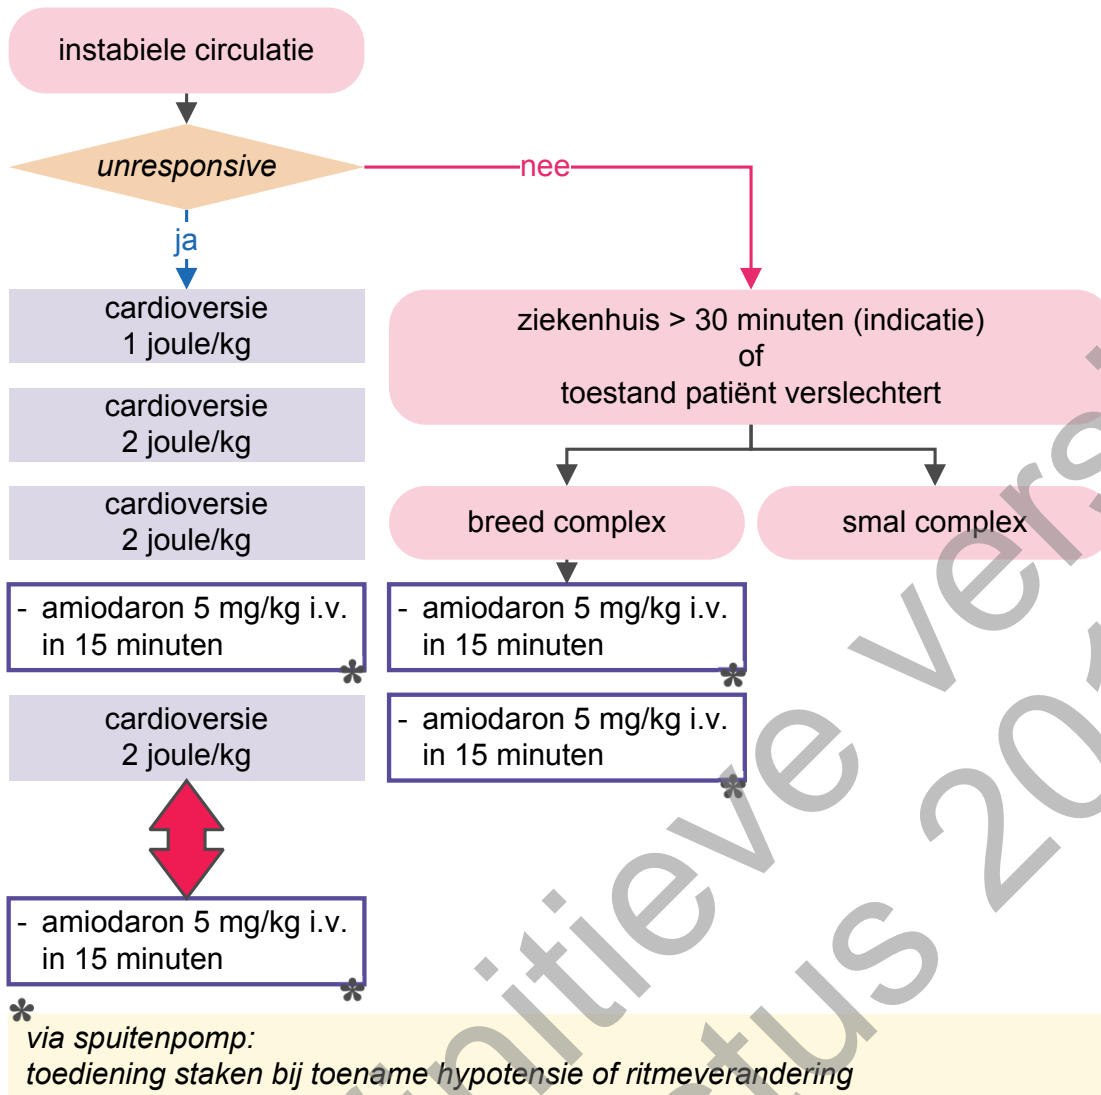 instabiele circulatie
unresponsive
nee
ja
cardioversie
1 joule/kg
cardioversie
2 joule/kg
cardioversie
2 joule/kg
- amiodaron 5 mg/kg i.v.
in 15 minuten
*
cardioversie
2 joule/kg
- amiodaron 5 mg/kg i.v.
in 15 minuten
*
ziekenhuis > 30 minuten (indicatie)
of
toestand patiënt verslechtert
breed complex
smal complex
- amiodaron 5 mg/kg i.v.
in 15 minuten
*
- amiodaron 5 mg/kg i.v.
in 15 minuten
*
*
via spuitenpomp:
toediening staken bij toename hypotensie of ritmeverandering